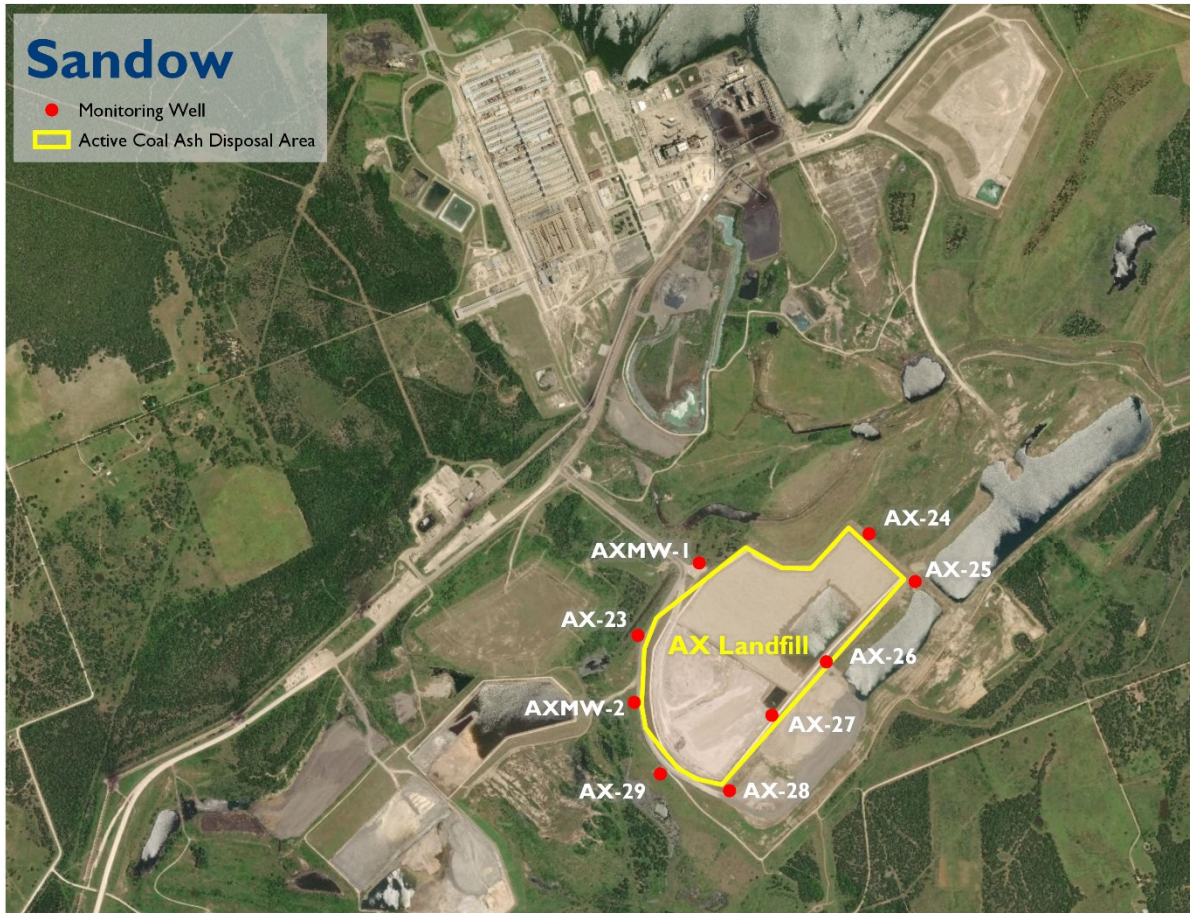 Sandow
Monitoring Well
Active Coal Ash Disposal Area
AX-24
AXMW-1
AX-25
AX-23
AX Landfill
AX-26
AXMW-2
AX-27
AX-29
AX-28